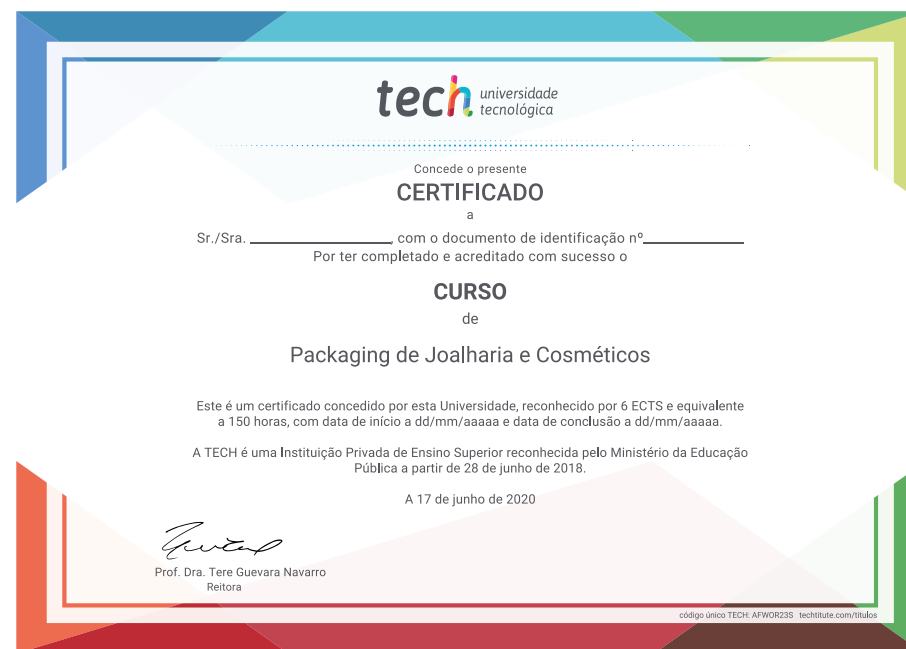 tech universidade
tecnológica
Concede o presente
CERTIFICADO
a
Sr./Sra. ____________________, com o documento de identificação nº______________
Por ter completado e acreditado com sucesso o
CURSO
de
Packaging de Joalharia e Cosméticos
Este é um certificado concedido por esta Universidade, reconhecido por 6 ECTS e equivalente
a 150 horas, com data de início a dd/mm/aaaaa e data de conclusão a dd/mm/aaaaa.
A TECH é uma Instituição Privada de Ensino Superior reconhecida pelo Ministério da Educação
Pública a partir de 28 de junho de 2018.
A 17 de junho de 2020
Prof. Dra. Tere Guevara Navarro
Reitora
código único TECH: AFWOR23S techtitute.com/titulos